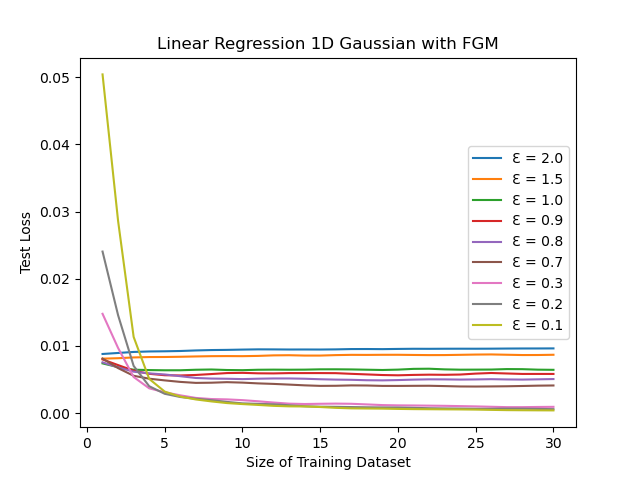 Linear Regression 1D Gaussian with FGM
0.05
0.04
0.03
0.02
0.01
0.00
Test Loss
Ɛ = 2.0
Ɛ = 1.5
Ɛ = 1.0
Ɛ = 0.9
Ɛ = 0.8
Ɛ = 0.7
Ɛ = 0.3
Ɛ = 0.2
Ɛ = 0.1
0 5 10 15 20 25 30
Size of Training Dataset